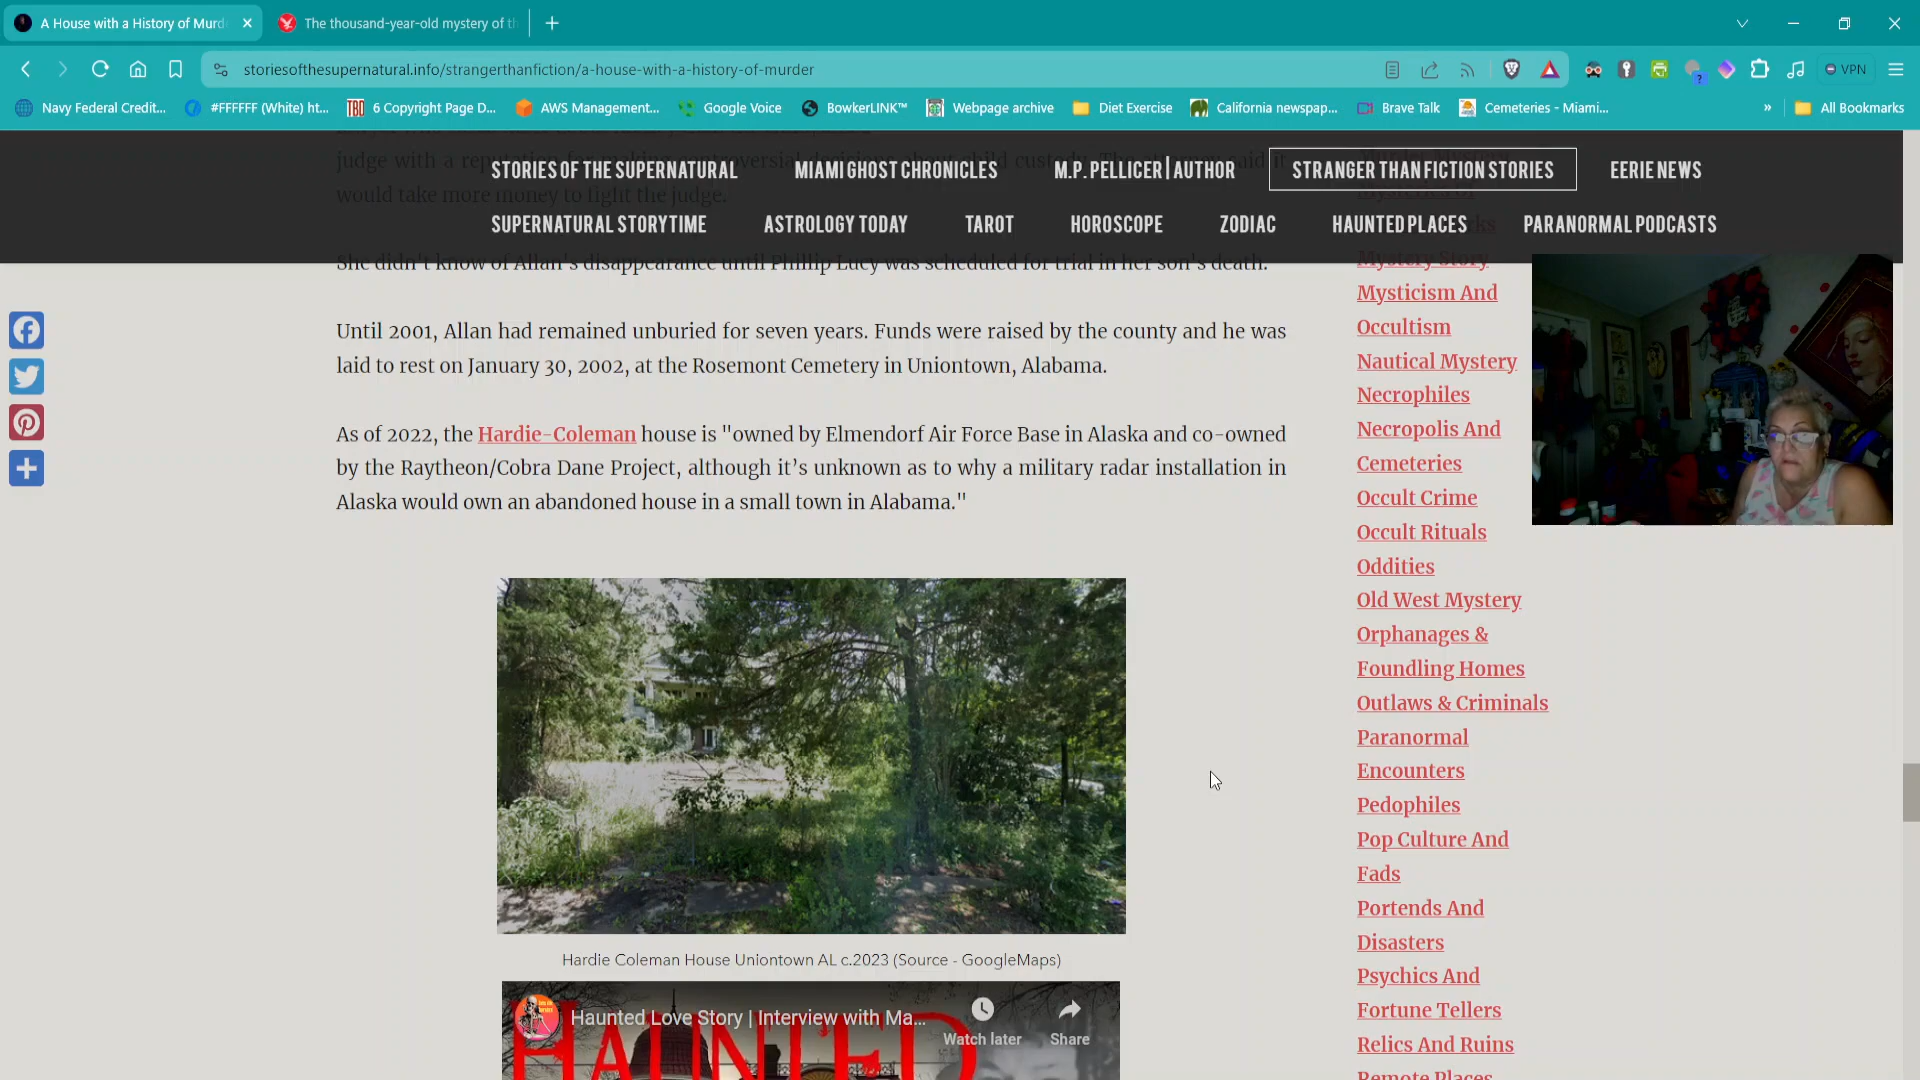 A House with a History of Murd
The thousand-year-old mystery of th
storiesofthesupernatural.info/strangerthanfiction/a-house-with-a-history-of-murder
VPN
Navy Federal Credit...
#FFFFFF (White) ht...
6 Copyright Page D...
AWS Management...
Google Voice
BowkerLINK™
Webpage archive
Diet Exercise
California newspap...
Brave Talk
Cemeteries - Miami...
»
All Bookmarks
STORIES OF THE SUPERNATURAL
MIAMI GHOST CHRONICLES
M.P. PELLICER | AUTHOR
STRANGER THAN FICTION STORIES
EERIE NEWS
SUPERNATURAL STORYTIME
ASTROLOGY TODAY
TAROT
HOROSCOPE
ZODIAC
HAUNTED PLACES
PARANORMAL PODCASTS
judge with a reputation for making controversial decisions about child custody. The attorney said it
would take more money to fight the judge.
She didn't know of Allan's disappearance until Phillip Lucy was scheduled for trial in her son's death.
Until 2001, Allan had remained unburied for seven years. Funds were raised by the county and he was
laid to rest on January 30, 2002, at the Rosemont Cemetery in Uniontown, Alabama.
As of 2022, the Hardie-Coleman house is "owned by Elmendorf Air Force Base in Alaska and co-owned
by the Raytheon/Cobra Dane Project, although it’s unknown as to why a military radar installation in
Alaska would own an abandoned house in a small town in Alabama."
Hardie Coleman House Uniontown AL c.2023 (Source - GoogleMaps)
Haunted Love Story | Interview with Ma...
Watch later
Share
HAUNTED
Mystery Story
Mysticism And
Occultism
Nautical Mystery
Necrophiles
Necropolis And
Cemeteries
Occult Crime
Occult Rituals
Oddities
Old West Mystery
Orphanages &
Foundling Homes
Outlaws & Criminals
Paranormal
Encounters
Pedophiles
Pop Culture And
Fads
Portends And
Disasters
Psychics And
Fortune Tellers
Relics And Ruins
Remote Places